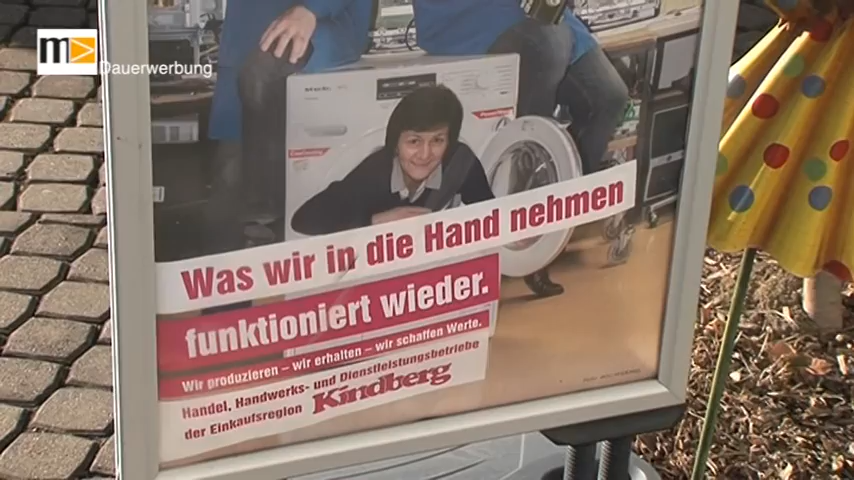 m
Dauerwerbung
Was wir in die Hand nehmen
funktioniert wieder.
Wir produzieren – wir erhalten – wir schaffen Werte.
Handel, Handwerks- und Dienstleistungsbetriebe
der Einkaufsregion Kindberg